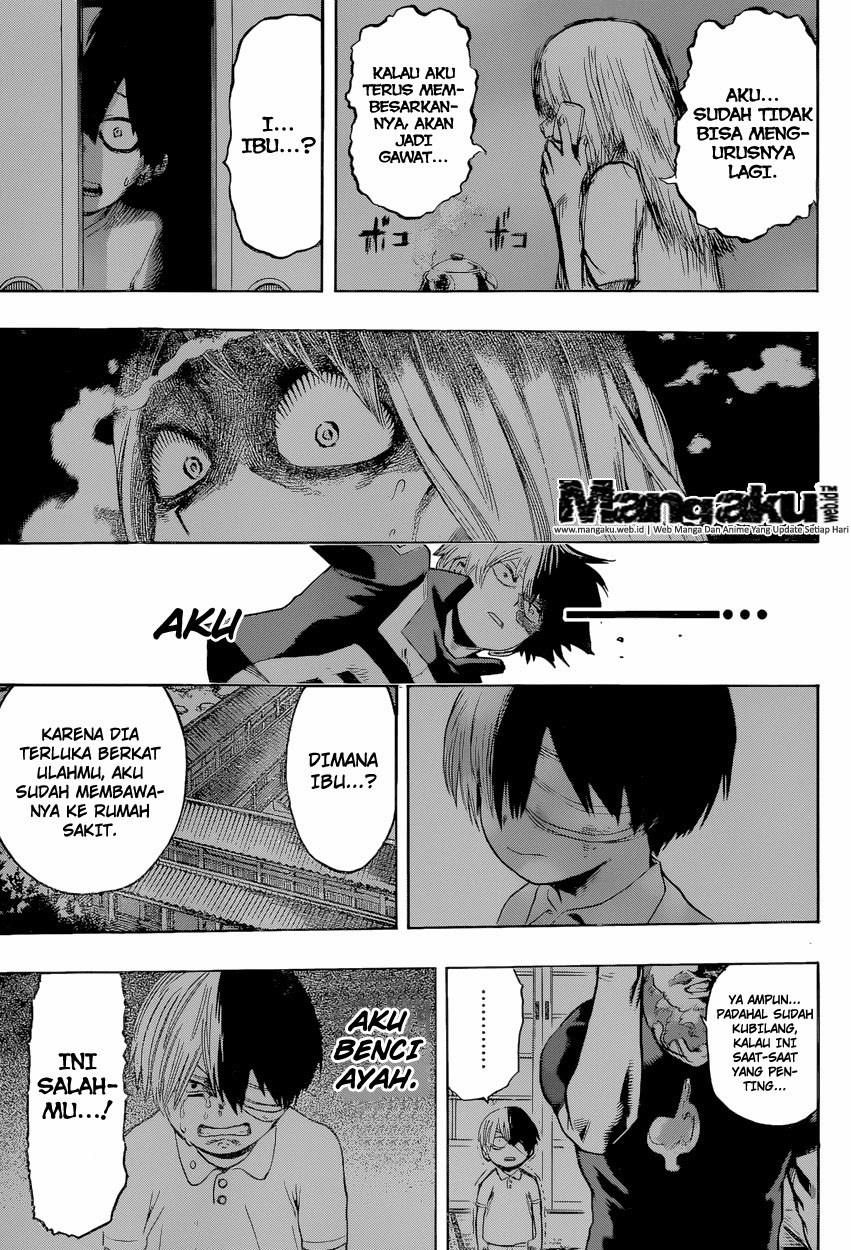 AKU...
SUDAH TIDAK
BISA MENG-
URUSNYA
LAGI.
KALAU AKU
TERUS MEM-
BESARKAN-
NYA, AKAN
JADI
GAWAT...
ボコ
ボコ
I...
IBU...?
Mangaku
.web.id
www.mangaku.web.id | Web Manga Dan Anime Yang Update Setiap Hari
AKU
...
DIMANA
IBU...?
KARENA DIA
TERLUKA BERKAT
ULAHMU, AKU
SUDAH MEMBAWA-
NYA KE RUMAH
SAKIT.
YA AMPUN...
PADAHAL SUDAH
KUBILANG,
KALAU INI
SAAT-SAAT
YANG PEN-
TING...
.........
AKU
BENCI
AYAH.
INI
SALAH-
MU...!